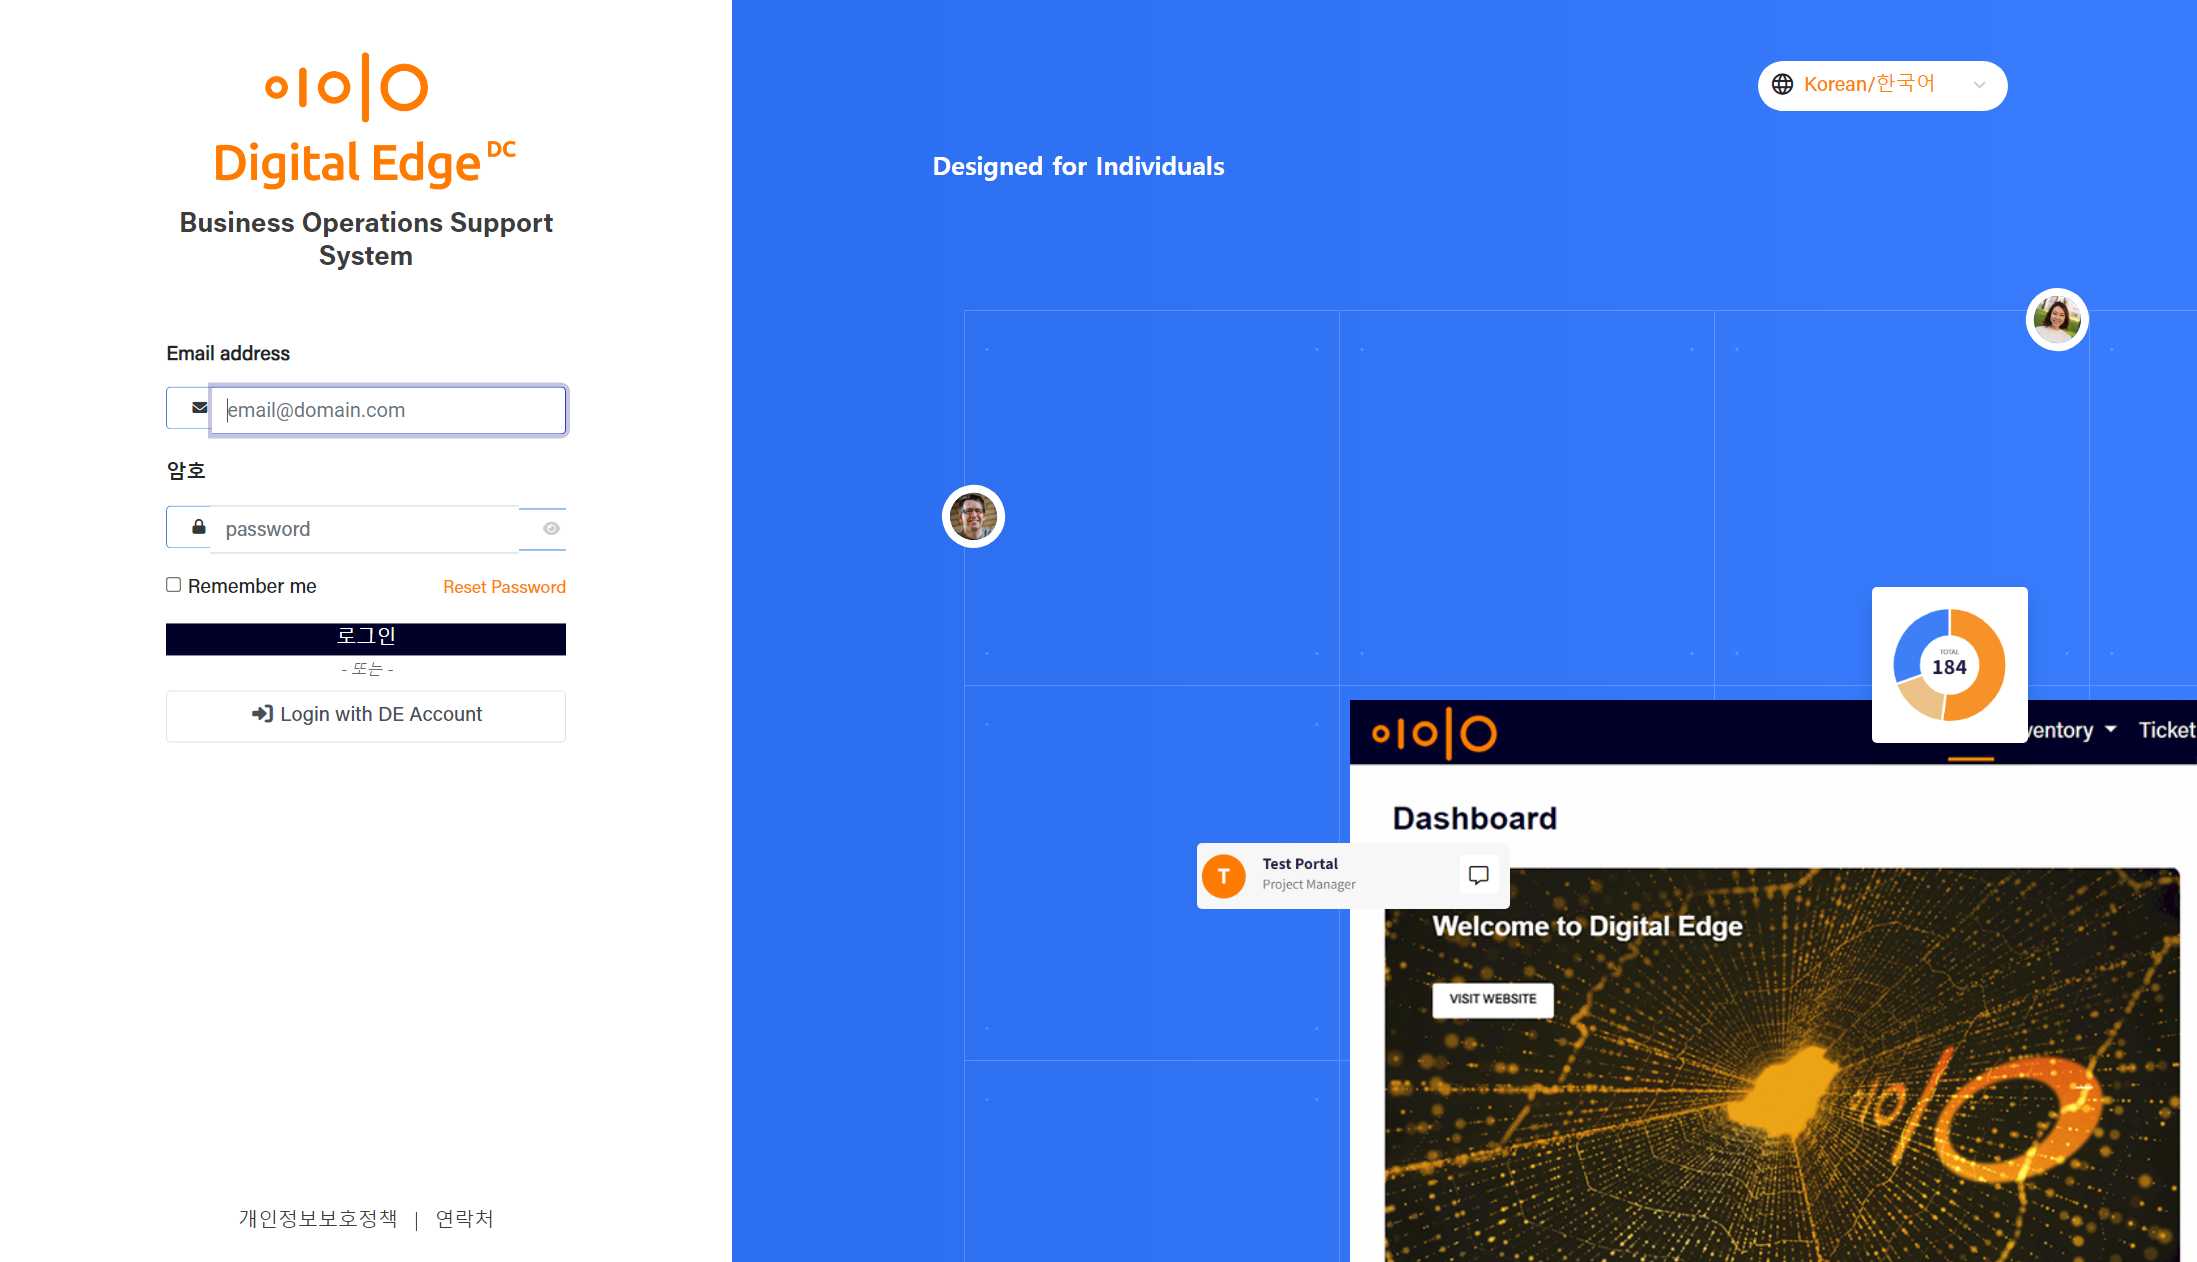 Digital Edge DC
Business Operations Support
System
Email address
email@domain.com
암호
password
Remember me
Reset Password
로그인
- 또는 -
Login with DE Account
개인정보보호정책 | 연락처
Korean/한국어
Designed for Individuals
TOTAL
184
ventory
Ticket
Dashboard
T
Test Portal
Project Manager
Welcome to Digital Edge
VISIT WEBSITE